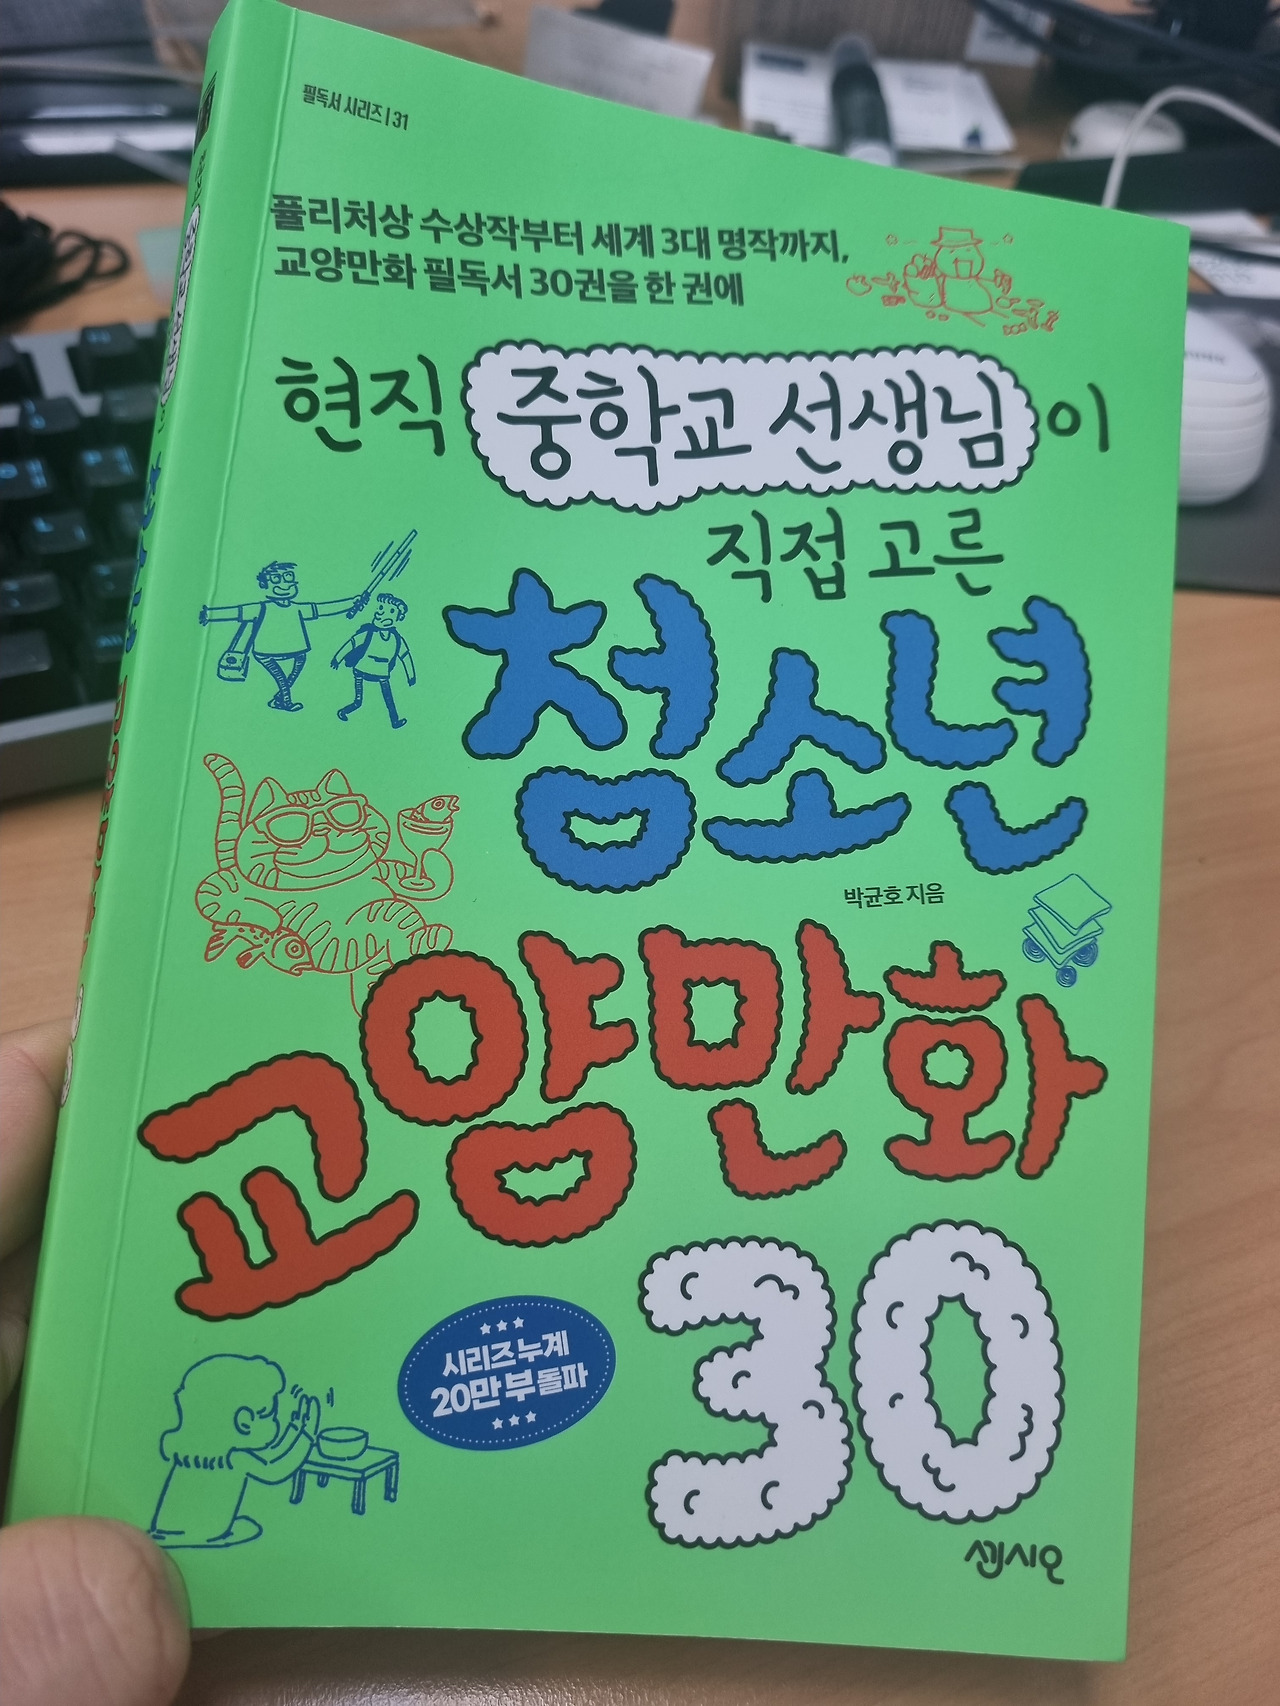 필독서 시리즈 | 31
퓰리처상 수상작부터 세계 3대 명작까지,
교양만화 필독서 30권을 한 권에
현직 중학교 선생님이
직접 고른
청소년
박균호 지음
교양만화
30
시리즈 누계
20만 부 돌파
센시오